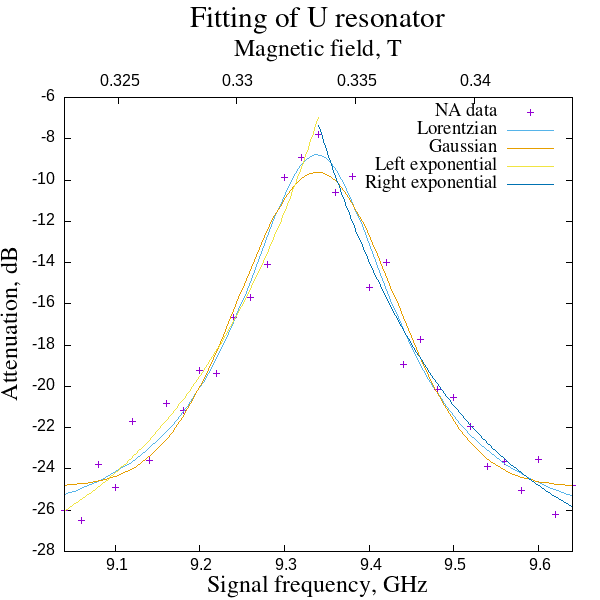 Fitting of U resonator
Magnetic field, T
0.325 0.33 0.335 0.34
-6
-8
-10
-12
-14
-16
-18
-20
-22
-24
-26
-28
Attenuation, dB
NA data
Lorentzian
Gaussian
Left exponential
Right exponential
9.1 9.2 9.3 9.4 9.5 9.6
Signal frequency, GHz